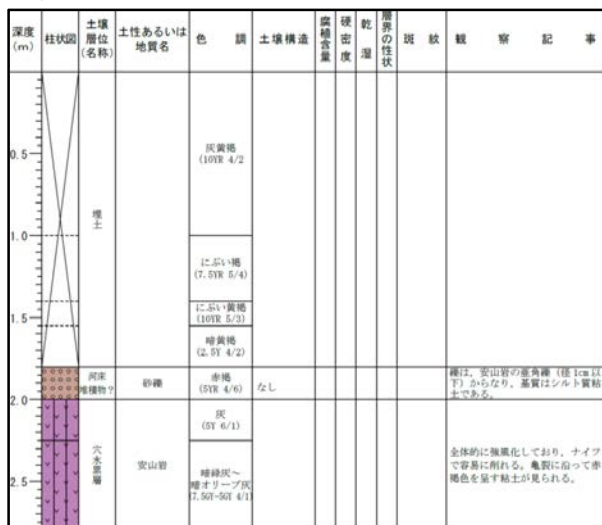 深度
(m)
柱状図
土壌
層位
(名称)
土性あるいは
地質名
色 調
土壌構造
腐植含量
硬密度
乾湿
層界の性状
斑 紋
観 察 記 事
0.5
1.0
1.5
2.0
2.5
埋土
灰黄褐
(10YR 4/2
にぶい褐
(7.5YR 5/4)
にぶい黄褐
(10YR 5/3)
暗黄褐
(2.5Y 4/2)
河床
堆積物?
砂礫
赤褐
(5YR 4/6)
なし
礫は、安山岩の亜角礫(径1cm以
下)からなり、基質はシルト質粘
土である。
穴水累層
安山岩
灰
(5Y 6/1)
暗緑灰~
暗オリーブ灰
(7.5GY~5GY 4/1)
全体的に強風化しており、ナイフ
で容易に削れる。亀裂に沿って赤
褐色を呈す粘土が見られる。